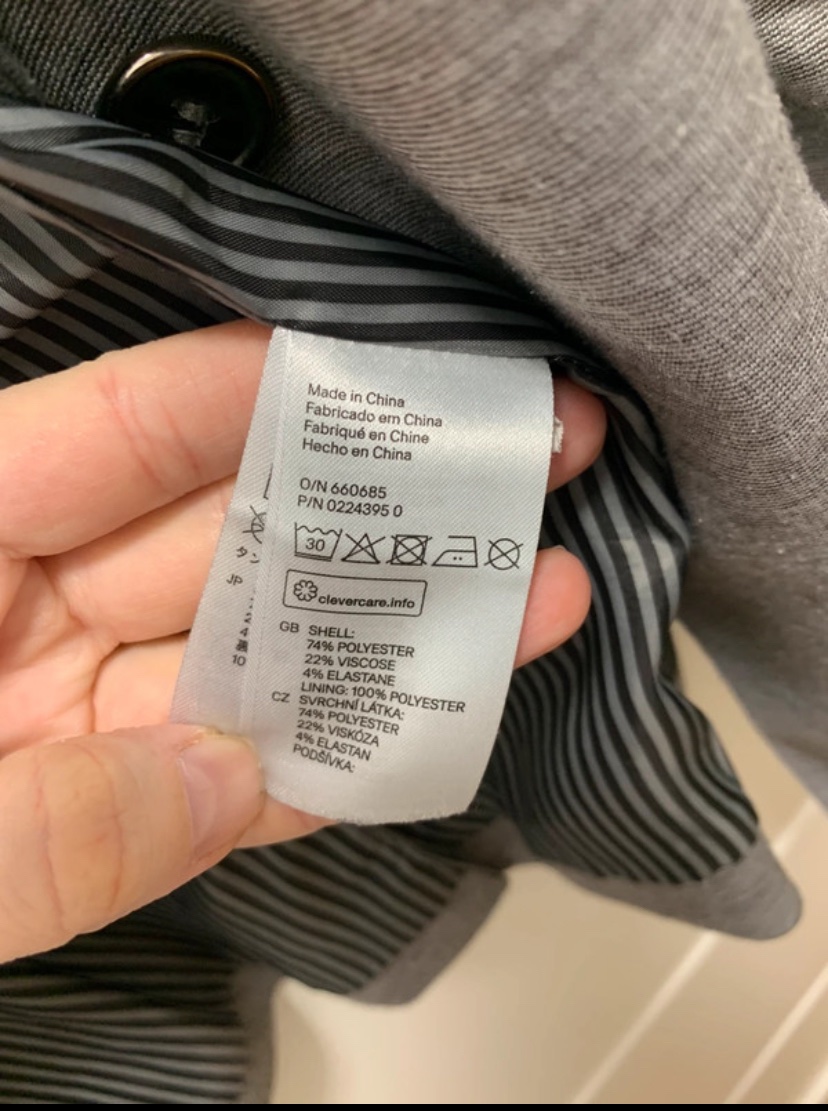 Made in China
Fabricado em China
Fabriqué en Chine
Hecho en China
O/N 660685
P/N 0224395 0
30
clevercare.info
GB SHELL:
74% POLYESTER
22% VISCOSE
4% ELASTANE
LINING: 100% POLYESTER
CZ SVRCHNÍ LÁTKA:
74% POLYESTER
22% VISKÓZA
4% ELASTAN
PODŠÍVKA:
JP
10